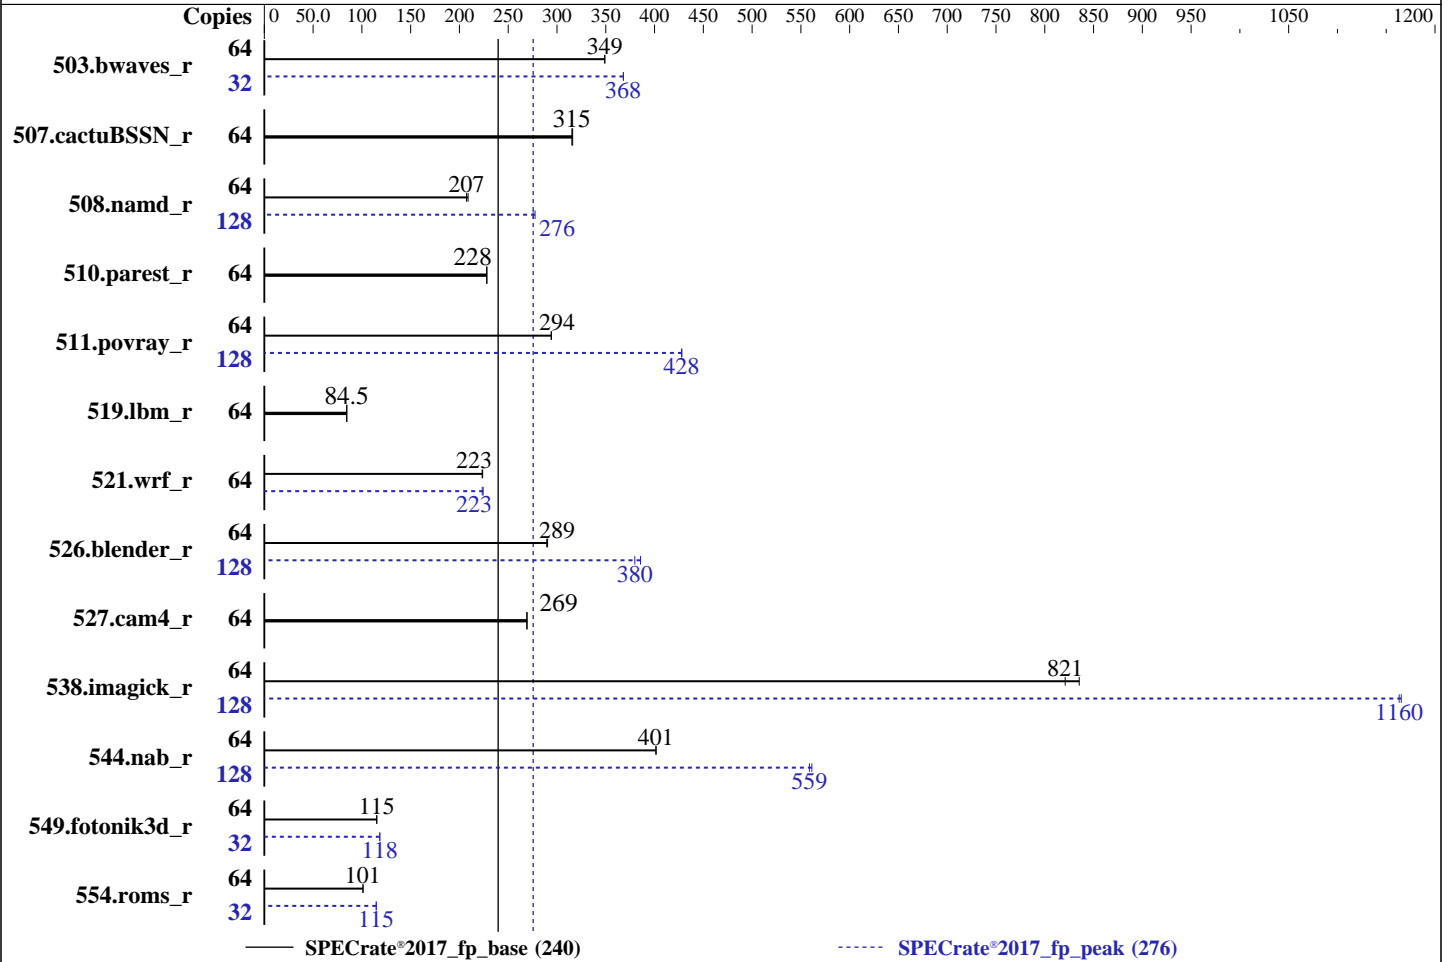 Copies 0 50.0 100 150 200 250 300 350 400 450 500 550 600 650 700 750 800 850 900 950 1050 1200
503.bwaves_r 64 349
32 368
507.cactuBSSN_r 64 315
508.namd_r 64 207
128 276
510.parest_r 64 228
511.povray_r 64 294
128 428
519.lbm_r 64 84.5
521.wrf_r 64 223
223
526.blender_r 64 289
128 380
527.cam4_r 64 269
538.imagick_r 64 821
128 1160
544.nab_r 64 401
128 559
549.fotonik3d_r 64 115
32 118
554.roms_r 64 101
32 115
SPECrate®2017_fp_base (240) SPECrate®2017_fp_peak (276)